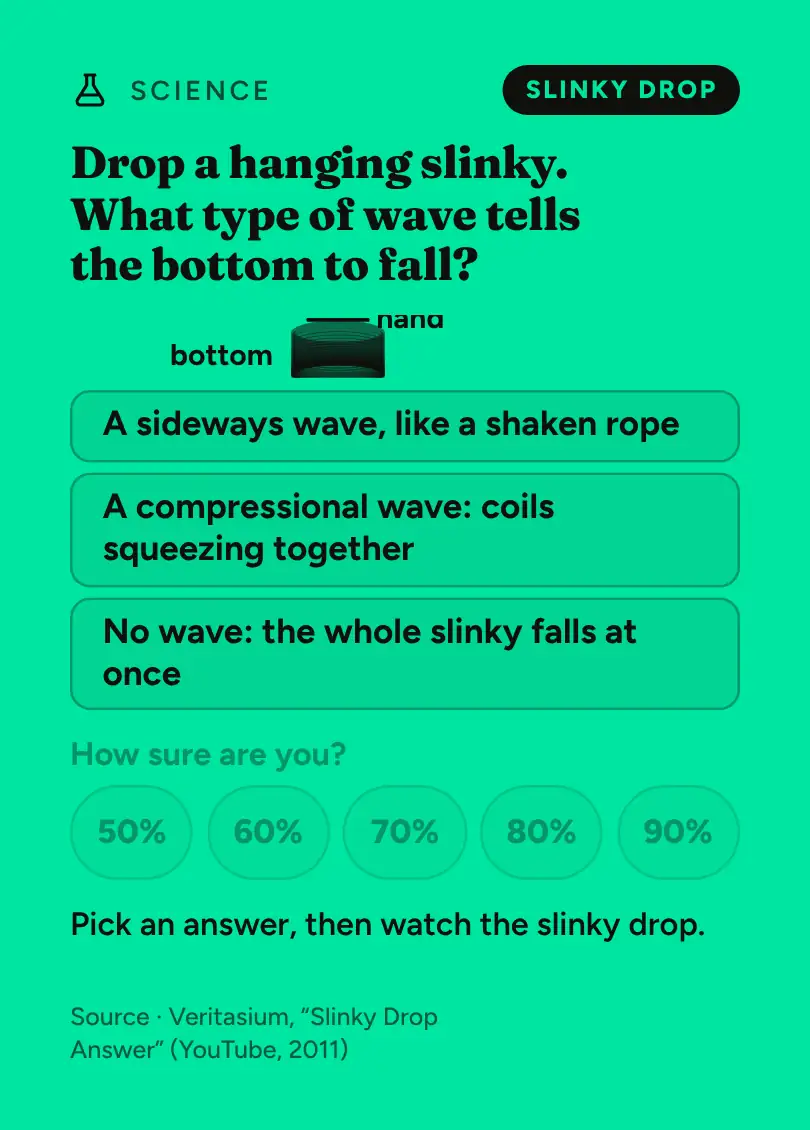 SCIENCE
SLINKY DROP
Drop a hanging slinky.
What type of wave tells
the bottom to fall?
hand
bottom
A sideways wave, like a shaken rope
A compressional wave: coils
squeezing together
No wave: the whole slinky falls at
once
How sure are you?
50%
60%
70%
80%
90%
Pick an answer, then watch the slinky drop.
Source · Veritasium, “Slinky Drop
Answer” (YouTube, 2011)